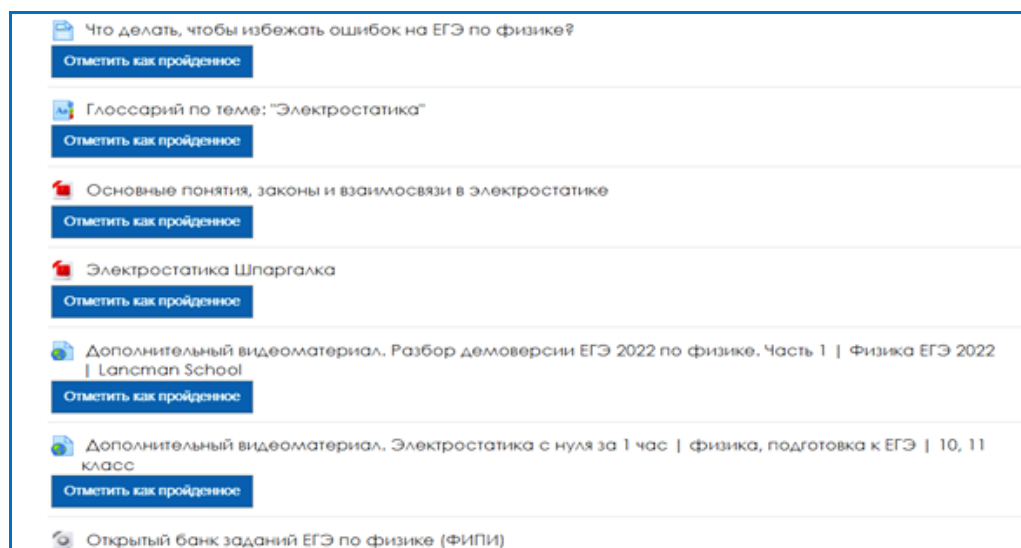 Что делать, чтобы избежать ошибок на ЕГЭ по физике?
Отметить как пройденное
Глоссарий по теме: "Электростатика"
Отметить как пройденное
Основные понятия, законы и взаимосвязи в электростатике
Отметить как пройденное
Электростатика Шпаргалка
Отметить как пройденное
Дополнительный видеоматериал. Разбор демоверсии ЕГЭ 2022 по физике. Часть 1 | Физика ЕГЭ 2022
| Lancman School
Отметить как пройденное
Дополнительный видеоматериал. Электростатика с нуля за 1 час | физика, подготовка к ЕГЭ | 10, 11
класс
Отметить как пройденное
Открытый банк заданий ЕГЭ по физике (ФИПИ)